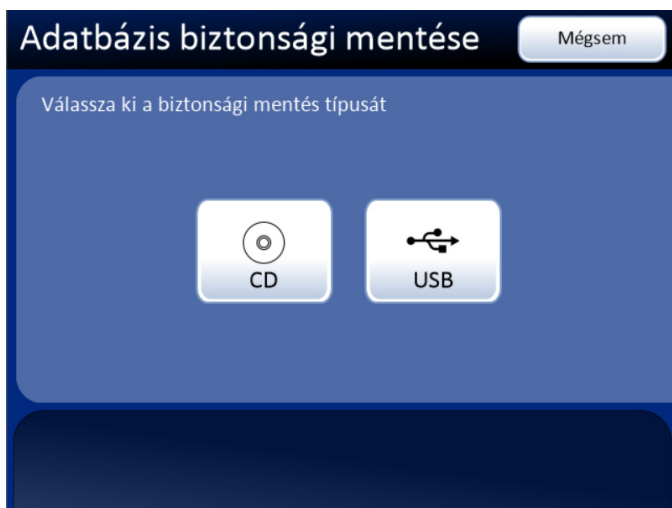 Adatbázis biztonsági mentése
Mégsem
Válassza ki a biztonsági mentés típusát
CD
USB